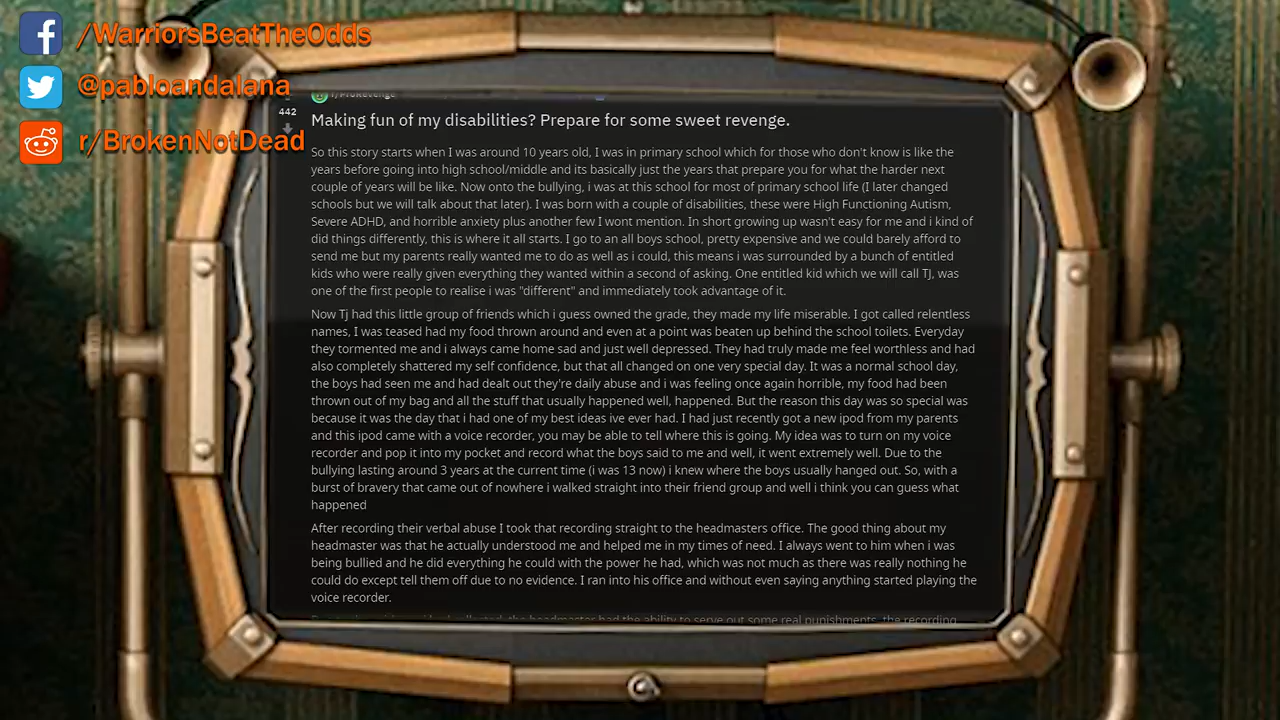 /WarriorsBeatTheOdds
@pabloandalana
r/BrokenNotDead
r/ProRevenge
442
Making fun of my disabilities? Prepare for some sweet revenge.
So this story starts when I was around 10 years old, I was in primary school which for those who don't know is like the
years before going into high school/middle and its basically just the years that prepare you for what the harder next
couple of years will be like. Now onto the bullying, i was at this school for most of primary school life (I later changed
schools but we will talk about that later). I was born with a couple of disabilities, these were High Functioning Autism,
Severe ADHD, and horrible anxiety plus another few I wont mention. In short growing up wasn't easy for me and i kind of
did things differently, this is where it all starts. I go to an all boys school, pretty expensive and we could barely afford to
send me but my parents really wanted me to do as well as i could, this means i was surrounded by a bunch of entitled
kids who were really given everything they wanted within a second of asking. One entitled kid which we will call TJ, was
one of the first people to realise i was "different" and immediately took advantage of it.
Now Tj had this little group of friends which i guess owned the grade, they made my life miserable. I got called relentless
names, I was teased had my food thrown around and even at a point was beaten up behind the school toilets. Everyday
they tormented me and i always came home sad and just well depressed. They had truly made me feel worthless and had
also completely shattered my self confidence, but that all changed on one very special day. It was a normal school day,
the boys had seen me and had dealt out they're daily abuse and i was feeling once again horrible, my food had been
thrown out of my bag and all the stuff that usually happened well, happened. But the reason this day was so special was
because it was the day that i had one of my best ideas ive ever had. I had just recently got a new ipod from my parents
and this ipod came with a voice recorder, you may be able to tell where this is going. My idea was to turn on my voice
recorder and pop it into my pocket and record what the boys said to me and well, it went extremely well. Due to the
bullying lasting around 3 years at the current time (i was 13 now) i knew where the boys usually hanged out. So, with a
burst of bravery that came out of nowhere i walked straight into their friend group and well i think you can guess what
happened
After recording their verbal abuse I took that recording straight to the headmasters office. The good thing about my
headmaster was that he actually understood me and helped me in my times of need. I always went to him when i was
being bullied and he did everything he could with the power he had, which was not much as there was really nothing he
could do except tell them off due to no evidence. I ran into his office and without even saying anything started playing the
voice recorder.
the headmaster had the ability to serve out some real punishments, the recording